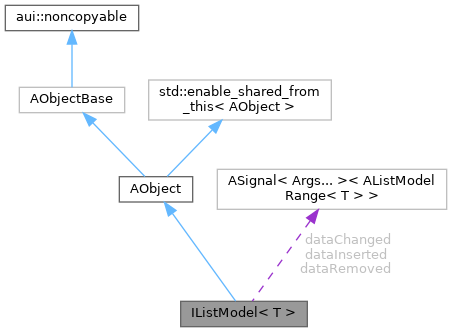 aui::noncopyable
AObjectBase
std::enable_shared_from
_this< AObject >
AObject
ASignal< Args... >< AListModel
Range< T > >
dataChanged
dataInserted
dataRemoved
IListModel< T >